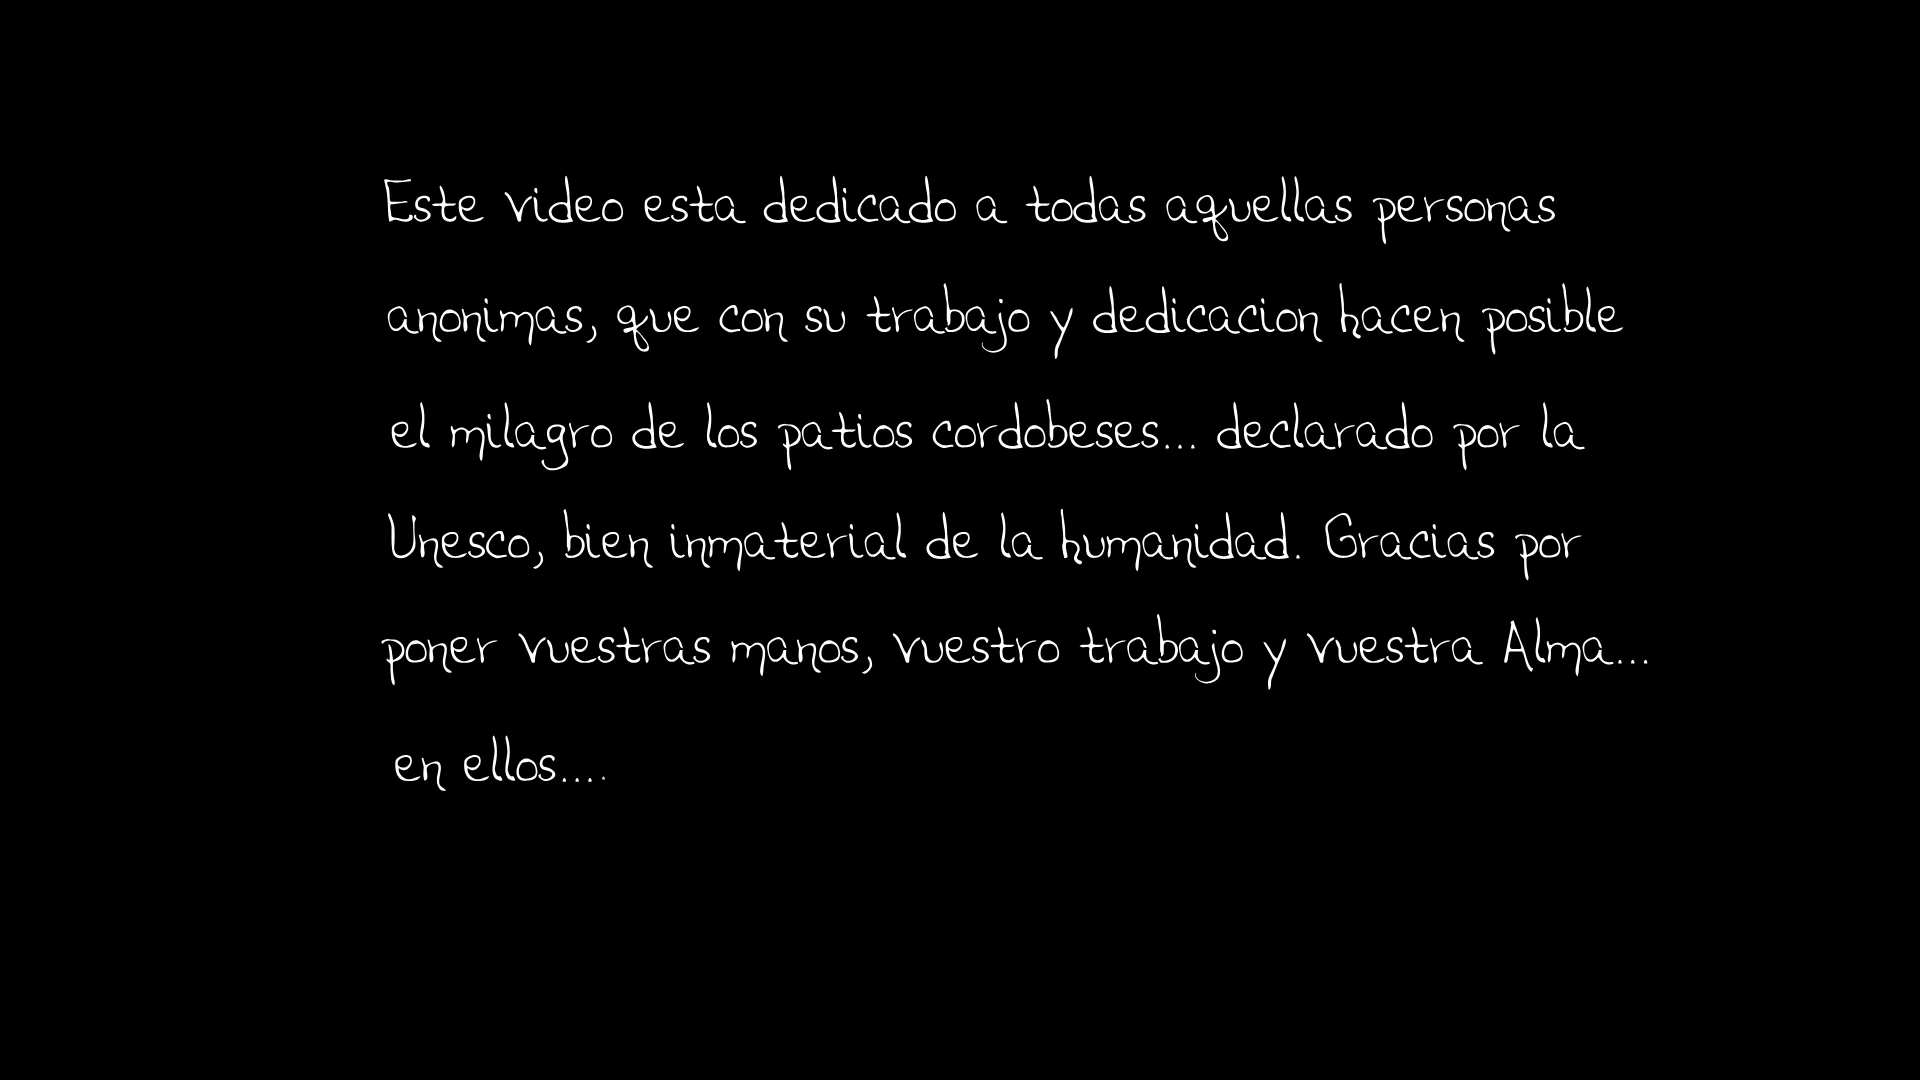 Este video esta dedicado a todas aquellas personas
anonimas, que con su trabajo y dedicacion hacen posible
el milagro de los patios cordobeses... declarado por la
Unesco, bien inmaterial de la humanidad. Gracias por
poner vuestras manos, vuestro trabajo y vuestra Alma...
en ellos....